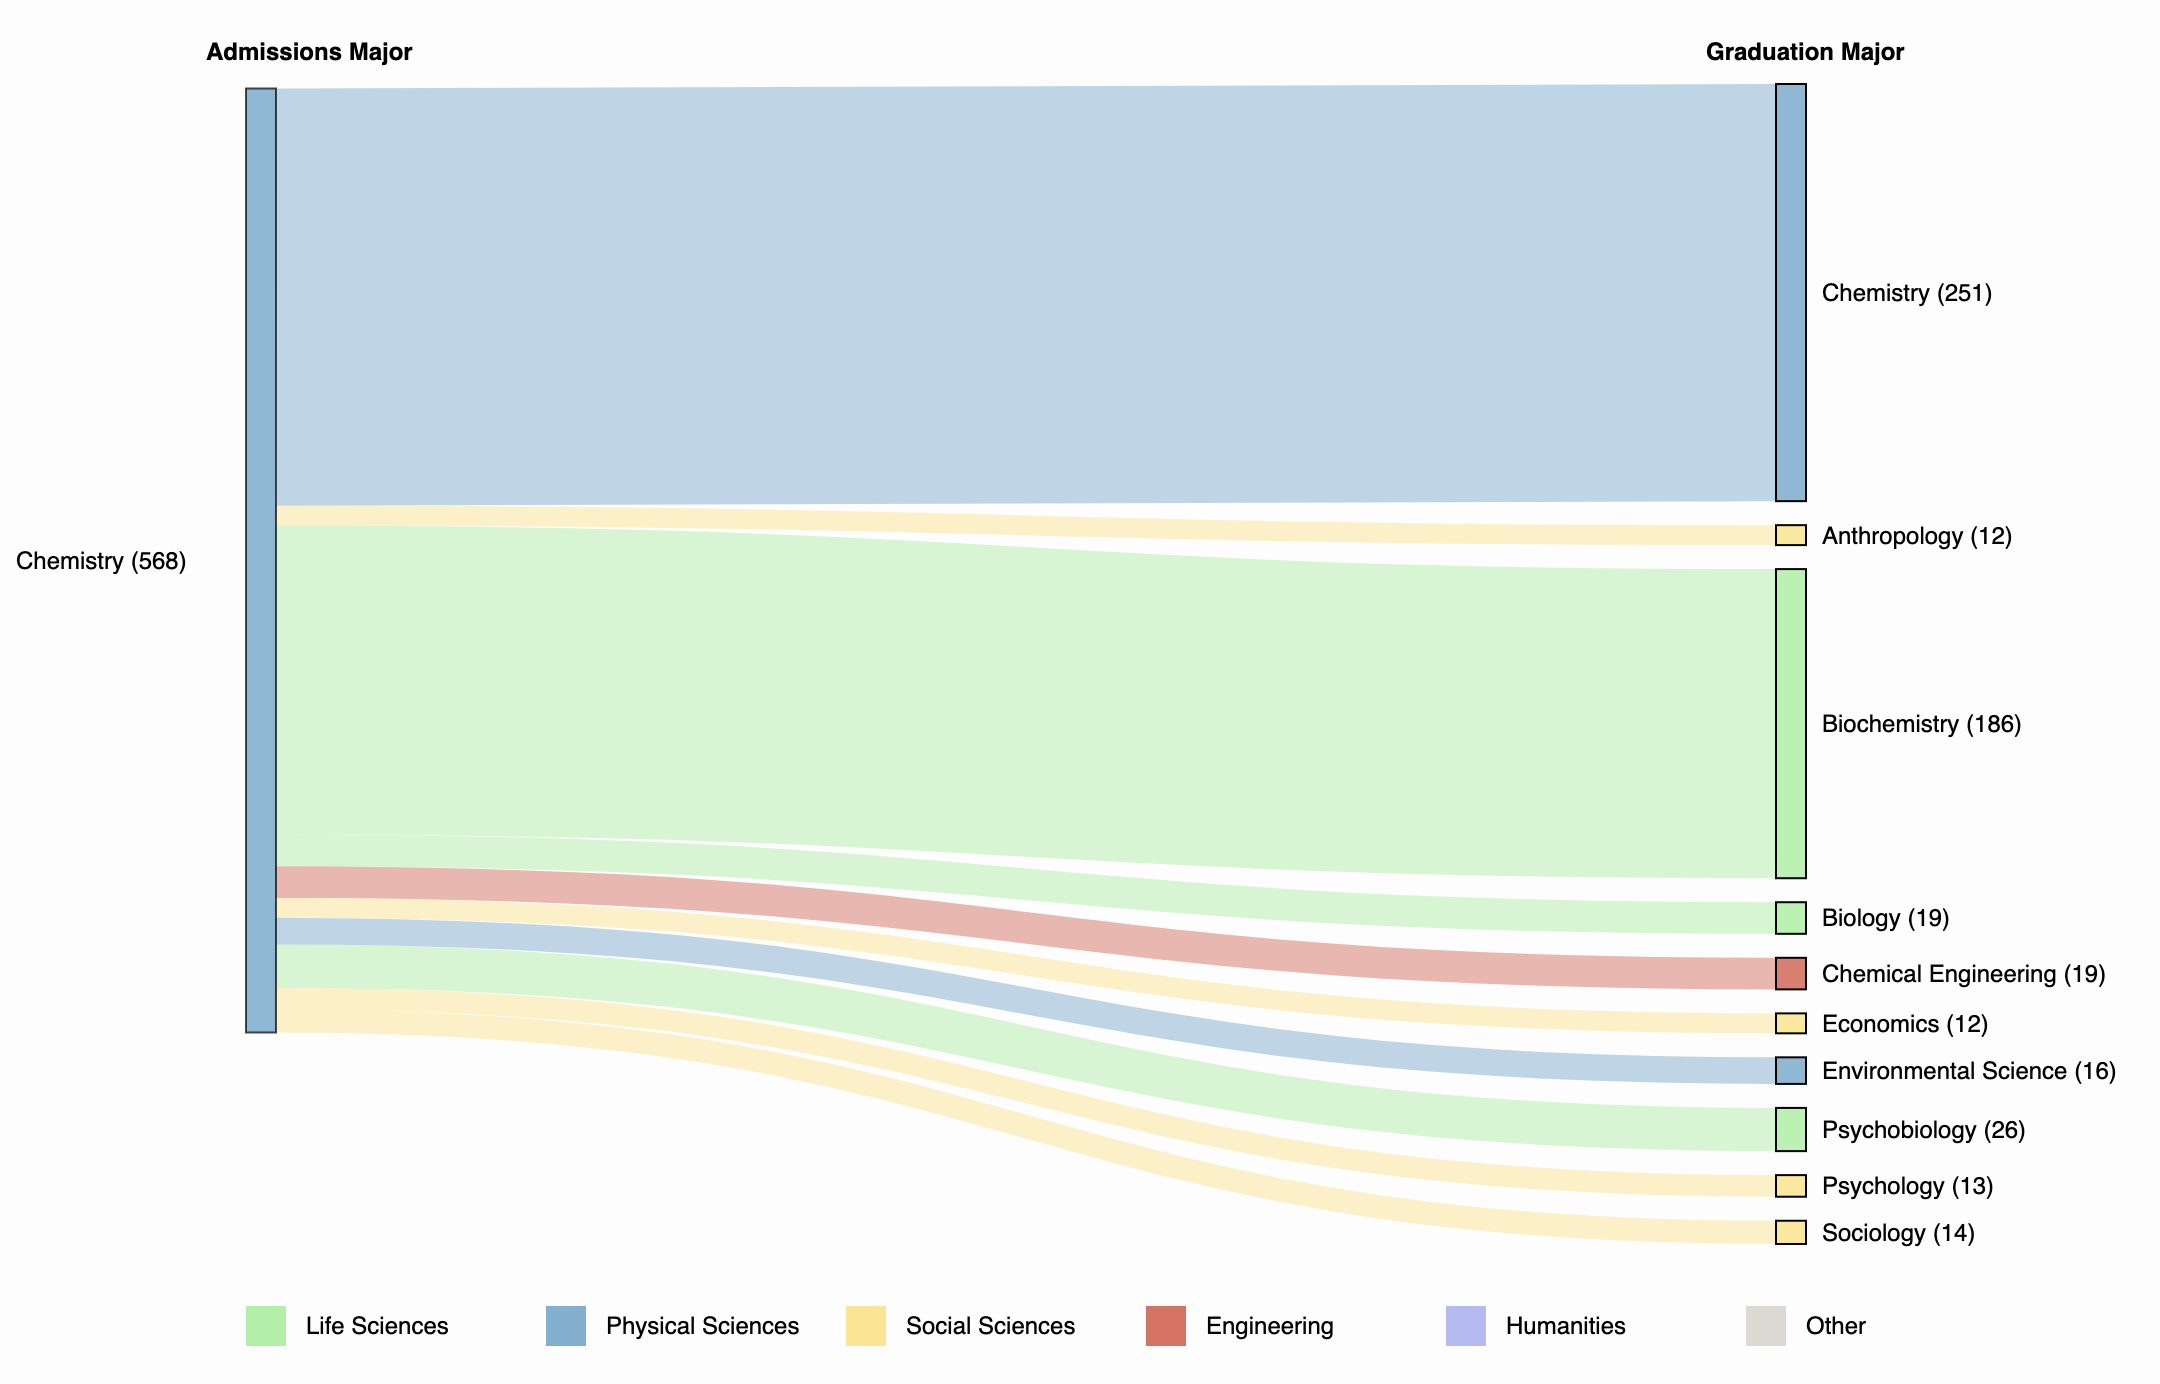 Admissions Major
Graduation Major
Chemistry (568)
Chemistry (251)
Anthropology (12)
Biochemistry (186)
Biology (19)
Chemical Engineering (19)
Economics (12)
Environmental Science (16)
Psychobiology (26)
Psychology (13)
Sociology (14)
Life Sciences
Physical Sciences
Social Sciences
Engineering
Humanities
Other